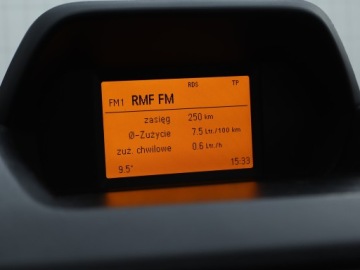 RDS TP
FM1 RMF FM
zasięg 250 km
Ø-Zużycie 7.5 Ltr/100 km
zuż. chwilowe 0.6 Ltr/h
9.5° 15:33